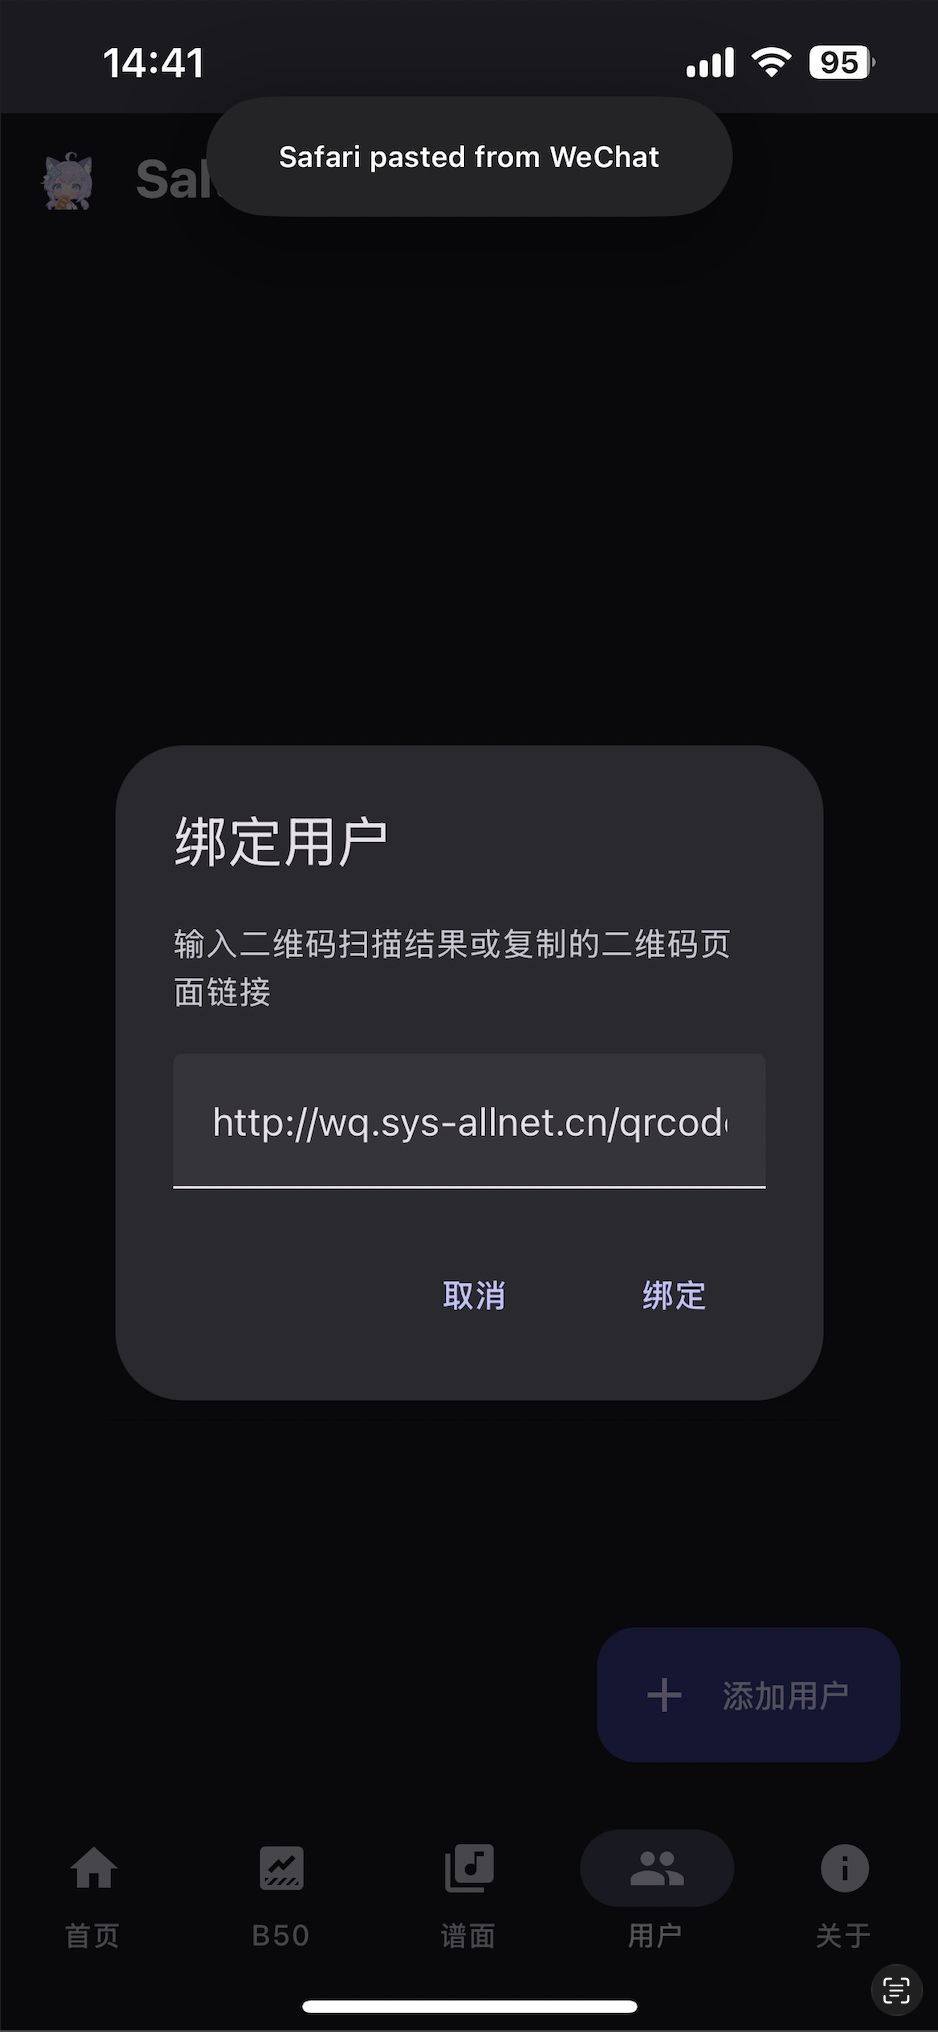 14:41
95
Safari pasted from WeChat
绑定用户
输入二维码扫描结果或复制的二维码页
面链接
http://wq.sys-allnet.cn/qrcod
取消
绑定
添加用户
首页
B50
谱面
用户
关于